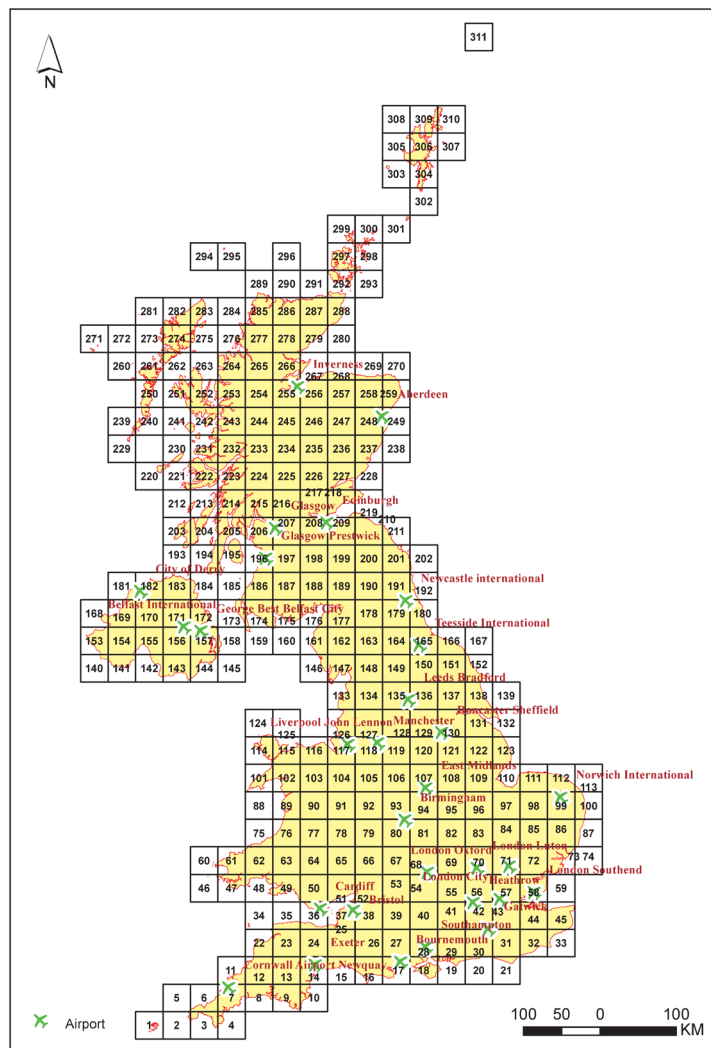 311
308 309 310
305 306 307
303 304
302
299 300 301
294 295 296 297 298
289 290 291 292 293
281 282 283 284 285 286 287 288
271 272 273 274 275 276 277 278 279 280
260 261 262 263 264 265 266 Inverness 269 270
267 268
250 251 252 253 254 255 256 257 258 259 Aberdeen
239 240 241 242 243 244 245 246 247 248 249
229 230 231 232 233 234 235 236 237 238
220 221 222 223 224 225 226 227 228
217 218
212 213 214 215 216 Glasgow Edinburgh
219
203 204 205 206 207 208 209 210
211
Glasgow Prestwick
193 194 195 196 197 198 199 200 201 202
City of Derry
181 182 183 184 185 186 187 188 189 190 191 Newcastle international
192
Belfast International George Best Belfast City
168 169 170 171 172 173 174 175 176 177 178 179 180
Teesside International
153 154 155 156 157 158 159 160 161 162 163 164 165 166 167
140 141 142 143 144 145 146 147 148 149 150 151 152
Leeds Bradford
133 134 135 136 137 138 139
Doncaster Sheffield
124 125 Liverpool John Lennon Manchester 131 132
126 127 128 129 130
114 115 116 117 118 119 120 121 122 123
East Midlands
101 102 103 104 105 106 107 108 109 110 111 112 Norwich International
113
Birmingham
88 89 90 91 92 93 94 95 96 97 98 99 100
75 76 77 78 79 80 81 82 83 84 85 86 87
London Oxford London Luton
60 61 62 63 64 65 66 67 68 69 70 71 72 73 74
London City Heathrow London Southend
46 47 48 49 50 Cardiff 53 54 55 56 57 58 59
51 52 Bristol Gatwick
34 35 36 37 38 39 40 41 42 43 44 45
25 Southampton
22 23 24 Exeter 26 27 Bournemouth 31 32 33
28 29 30
11 Cornwall Airport Newquay
12 13 14 15 16 17 18 19 20 21
5 6 7 8 9 10
1 2 3 4
N
Airport
100 50 0 100
KM